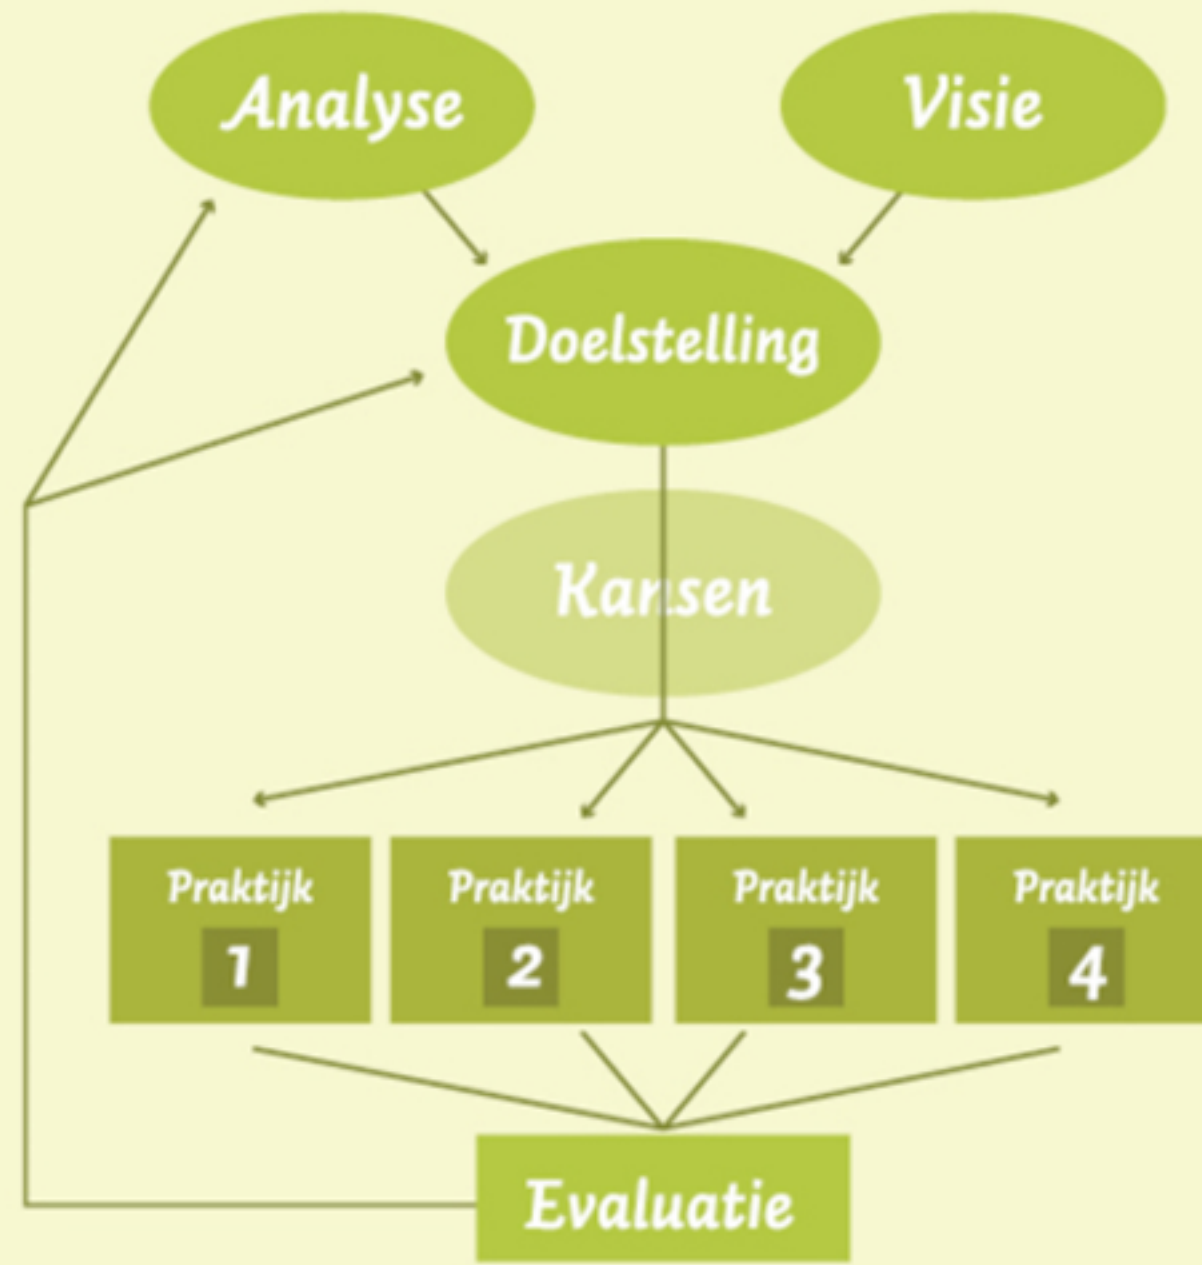 Analyse
Visie
Doelstelling
Kansen
Praktijk
1
Praktijk
2
Praktijk
3
Praktijk
4
Evaluatie